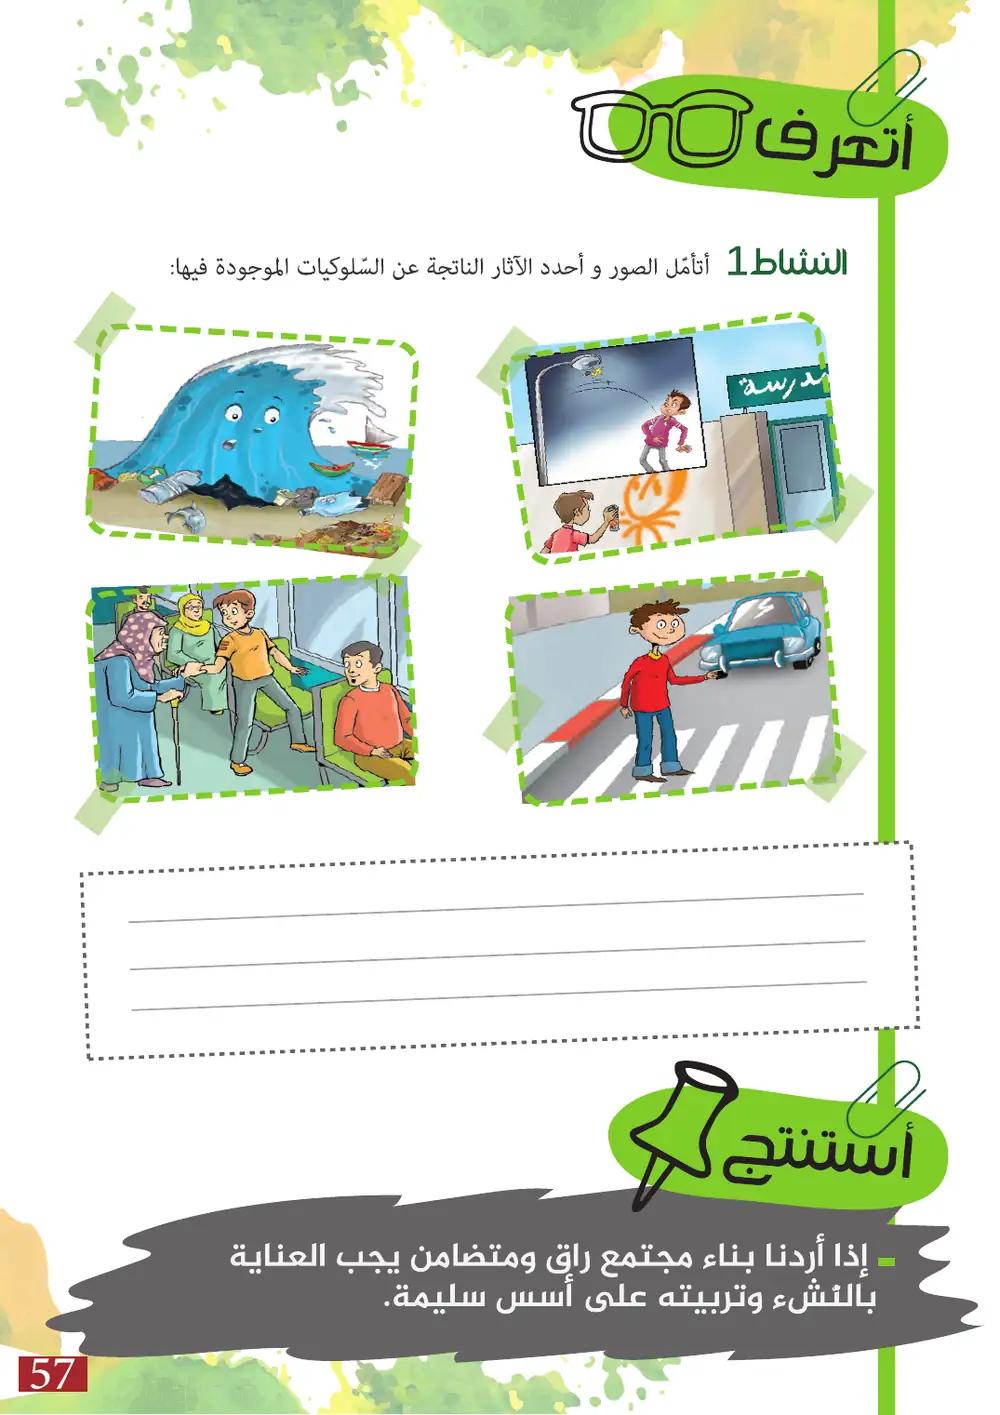 أتعرف
النشاط 1 أتأمّل الصور و أحدد الآثار الناتجة عن السّلوكيات الموجودة فيها:
مدرسة
أستنتج
- إذا أردنا بناء مجتمع راق ومتضامن يجب العناية
بالنشء وتربيته على أسس سليمة.
57